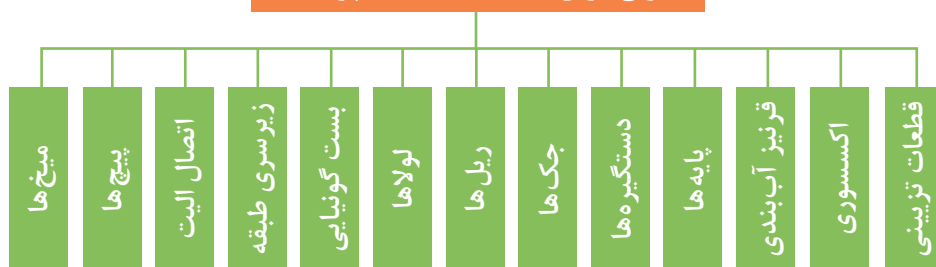 قطعات تزیینی
اکسسوری
قرنیز آب‌بندی
پایه‌ها
دستگیره‌ها
جک‌ها
ریل‌ها
لولاها
بست گونیایی
زیرسری طبقه
اتصال الیت
پیچ‌ها
میخ‌ها